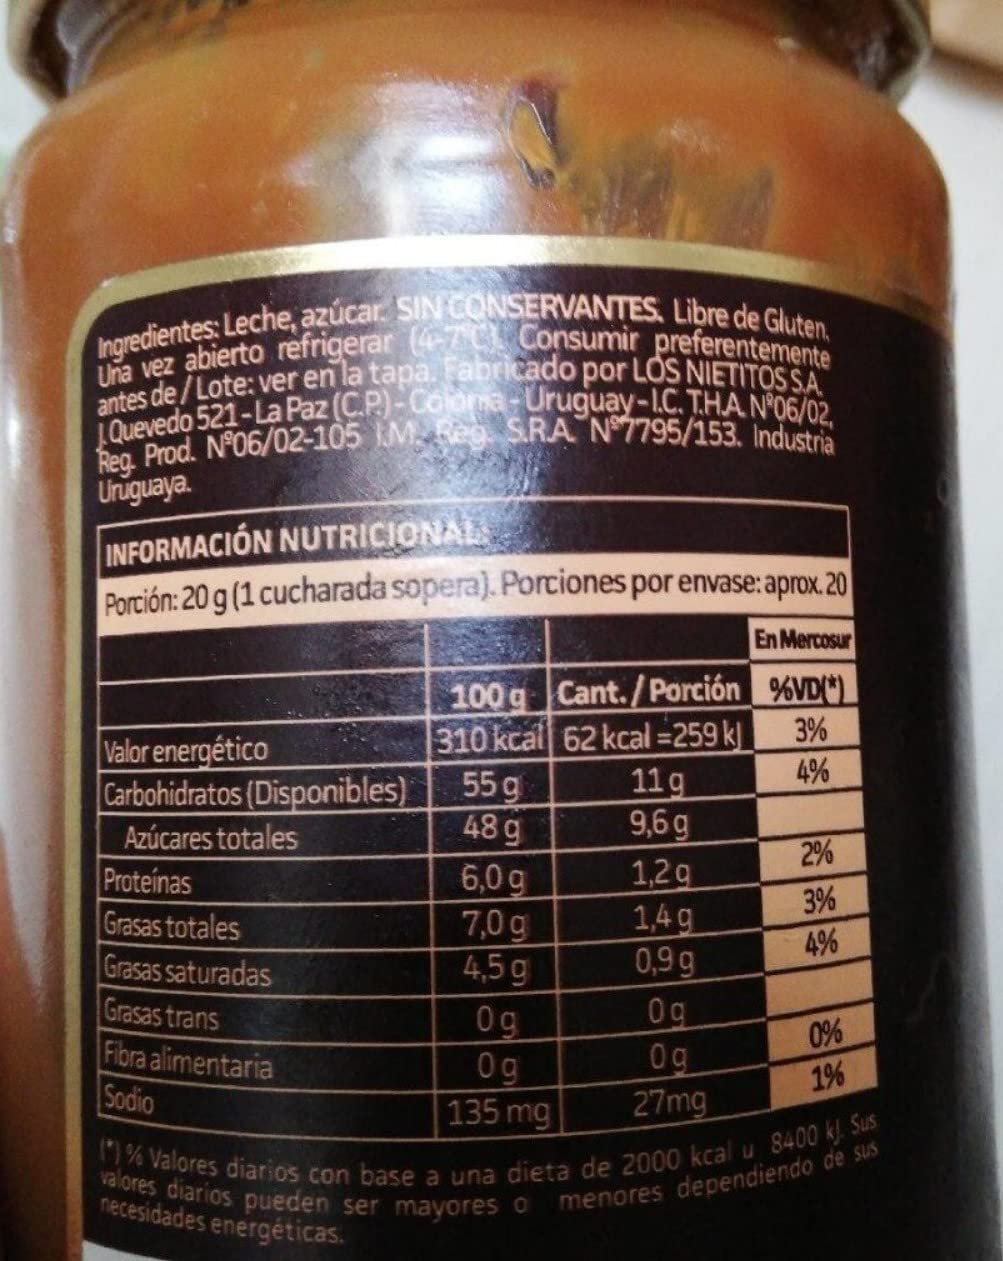 Ingredientes: Leche, azúcar. SIN CONSERVANTES. Libre de Gluten.
Una vez abierto refrigerar (4-7°C). Consumir preferentemente
antes de / Lote: ver en la tapa. Fabricado por LOS NIETITOS S.A.
J. Quevedo 521 - La Paz (C.P.) - Colonia - Uruguay - I.C. T.H.A. Nº06/02,
Reg. Prod. Nº06/02-105 I.M. Reg. S.R.A. Nº7795/153. Industria
Uruguaya.
INFORMACIÓN NUTRICIONAL:
Porción: 20 g (1 cucharada sopera). Porciones por envase: aprox. 20
En Mercosur
100 g Cant. / Porción %VD(*)
Valor energético 310 kcal 62 kcal =259 kJ 3%
Carbohidratos (Disponibles) 55 g 11 g 4%
Azúcares totales 48 g 9,6 g
Proteínas 6,0 g 1,2 g 2%
Grasas totales 7,0 g 1,4 g 3%
Grasas saturadas 4,5 g 0,9 g 4%
Grasas trans 0 g 0 g
Fibra alimentaria 0 g 0 g 0%
Sodio 135 mg 27mg 1%
(*) % Valores diarios con base a una dieta de 2000 kcal u 8400 kJ. Sus
valores diarios pueden ser mayores o menores dependiendo de sus
necesidades energéticas.